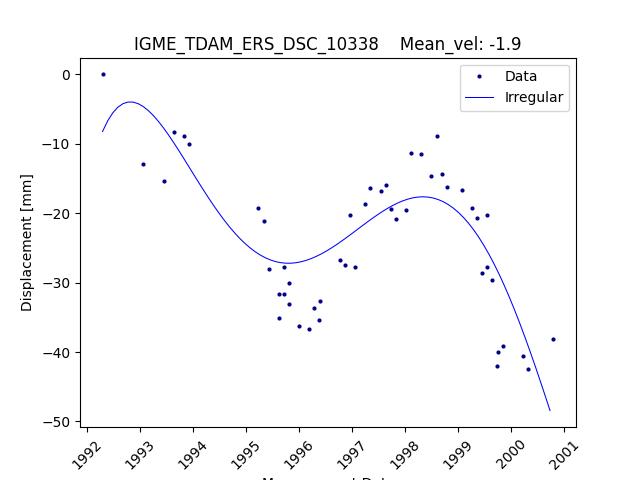 IGME_TDAM_ERS_DSC_10338 Mean_vel: -1.9
Data
Irregular
Displacement [mm]
0
−10
−20
−30
−40
−50
1992 1993 1994 1995 1996 1997 1998 1999 2000 2001